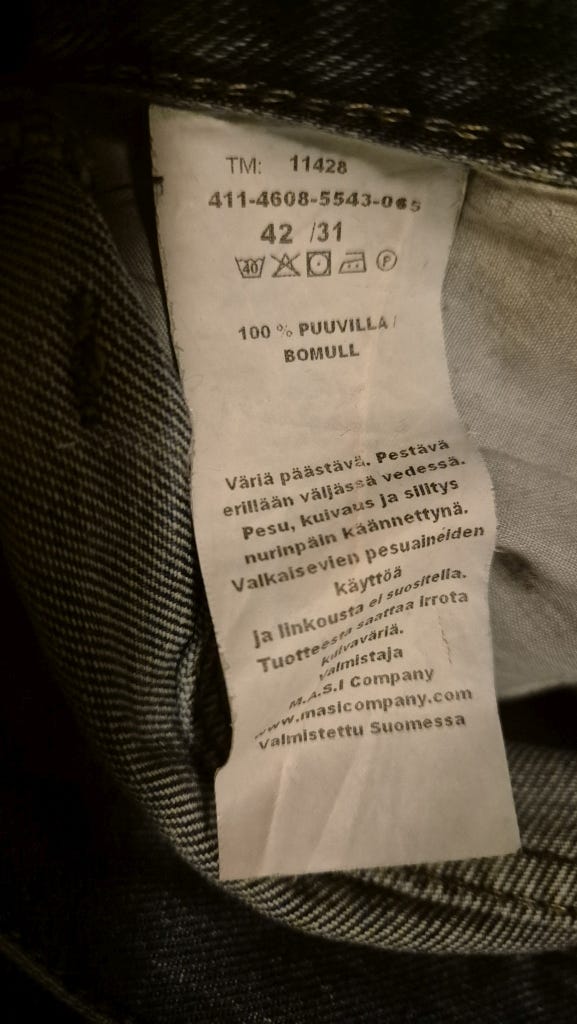 TM: 11428
411-4608-5543-065
42 /31
40 P
100 % PUUVILLA /
BOMULL
Väriä päästävä. Pestävä
erillään väljässä vedessä.
Pesu, kuivaus ja silitys
nurinpäin käännettynä.
Valkaisevien pesuaineiden
käyttöä
ja linkousta ei suositella.
Tuotteesta saattaa irrota
kuivaväriä.
valmistaja
M.A.S.I Company
www.masicompany.com
valmistettu Suomessa